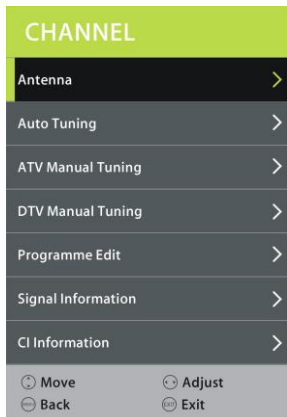 CHANNEL
Antenna
Auto Tuning
ATV Manual Tuning
DTV Manual Tuning
Programme Edit
Signal Information
CI Information
Move Adjust
Back EXIT Exit